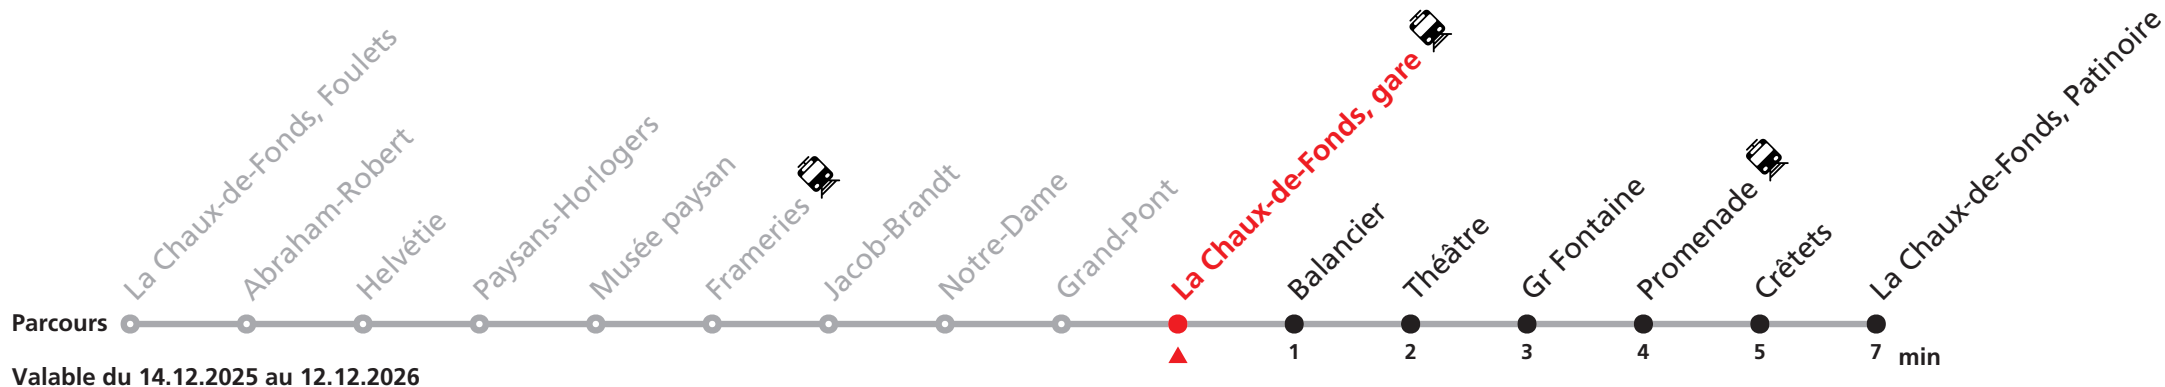 La Chaux-de-Fonds, Foulets
Abraham-Robert
Helvétie
Paysans-Horlogers
Musée paysan
Frameries
Jacob-Brandt
Notre-Dame
Grand-Pont
La Chaux-de-Fonds, gare
Balancier
Théâtre
Gr Fontaine
Promenade
Crêtets
La Chaux-de-Fonds, Patinoire
Parcours
1 2 3 4 5 7 min
Valable du 14.12.2025 au 12.12.2026